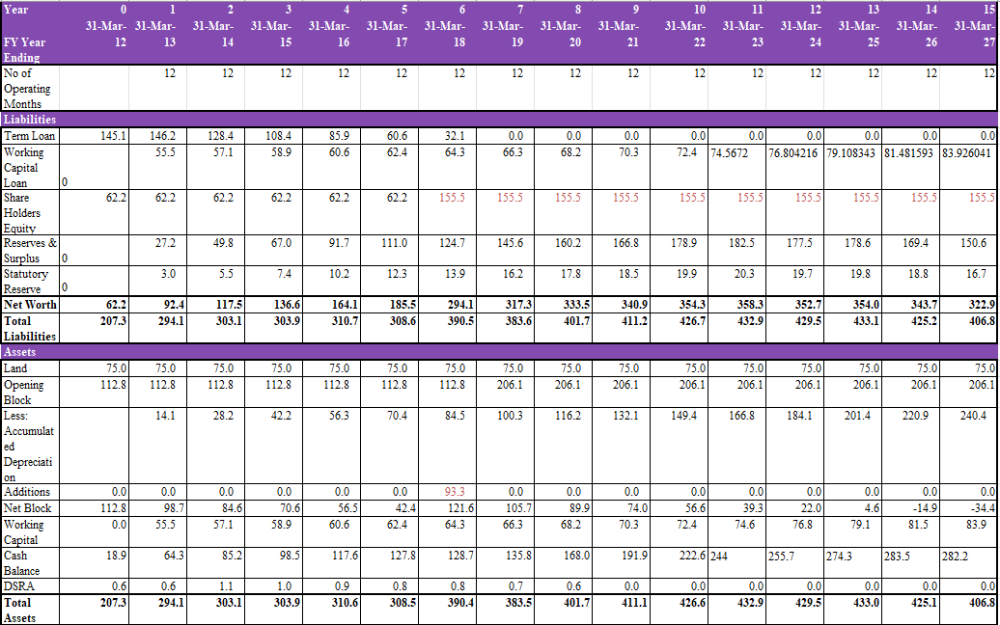 Year 0 1 2 3 4 5 6 7 8 9 10 11 12 13 14 15
31-Mar- 31-Mar- 31-Mar- 31-Mar- 31-Mar- 31-Mar- 31-Mar- 31-Mar- 31-Mar- 31-Mar- 31-Mar- 31-Mar- 31-Mar- 31-Mar- 31-Mar- 31-Mar-
FY Year 12 13 14 15 16 17 18 19 20 21 22 23 24 25 26 27
Ending
No of 12 12 12 12 12 12 12 12 12 12 12 12 12 12 12
Operating
Months
Liabilities
Term Loan 145.1 146.2 128.4 108.4 85.9 60.6 32.1 0.0 0.0 0.0 0.0 0.0 0.0 0.0 0.0 0.0
Working 55.5 57.1 58.9 60.6 62.4 64.3 66.3 68.2 70.3 72.4 74.5672 76.804216 79.108343 81.481593 83.926041
Capital
Loan 0
Share 62.2 62.2 62.2 62.2 62.2 62.2 155.5 155.5 155.5 155.5 155.5 155.5 155.5 155.5 155.5 155.5
Holders
Equity
Reserves & 27.2 49.8 67.0 91.7 111.0 124.7 145.6 160.2 166.8 178.9 182.5 177.5 178.6 169.4 150.6
Surplus 0
Statutory 3.0 5.5 7.4 10.2 12.3 13.9 16.2 17.8 18.5 19.9 20.3 19.7 19.8 18.8 16.7
Reserve 0
Net Worth 62.2 92.4 117.5 136.6 164.1 185.5 294.1 317.3 333.5 340.9 354.3 358.3 352.7 354.0 343.7 322.9
Total 207.3 294.1 303.1 303.9 310.7 308.6 390.5 383.6 401.7 411.2 426.7 432.9 429.5 433.1 425.2 406.8
Liabilities
Assets
Land 75.0 75.0 75.0 75.0 75.0 75.0 75.0 75.0 75.0 75.0 75.0 75.0 75.0 75.0 75.0 75.0
Opening 112.8 112.8 112.8 112.8 112.8 112.8 112.8 206.1 206.1 206.1 206.1 206.1 206.1 206.1 206.1 206.1
Block
Less: 14.1 28.2 42.2 56.3 70.4 84.5 100.3 116.2 132.1 149.4 166.8 184.1 201.4 220.9 240.4
Accumulat
ed
Depreciati
on
Additions 0.0 0.0 0.0 0.0 0.0 0.0 93.3 0.0 0.0 0.0 0.0 0.0 0.0 0.0 0.0 0.0
Net Block 112.8 98.7 84.6 70.6 56.5 42.4 121.6 105.7 89.9 74.0 56.6 39.3 22.0 4.6 -14.9 -34.4
Working 0.0 55.5 57.1 58.9 60.6 62.4 64.3 66.3 68.2 70.3 72.4 74.6 76.8 79.1 81.5 83.9
Capital
Cash 18.9 64.3 85.2 98.5 117.6 127.8 128.7 135.8 168.0 191.9 222.6 244 255.7 274.3 283.5 282.2
Balance
DSRA 0.6 0.6 1.1 1.0 0.9 0.8 0.8 0.7 0.6 0.0 0.0 0.0 0.0 0.0 0.0 0.0
Total 207.3 294.1 303.1 303.9 310.6 308.5 390.4 383.5 401.7 411.1 426.6 432.9 429.5 433.0 425.1 406.8
Assets